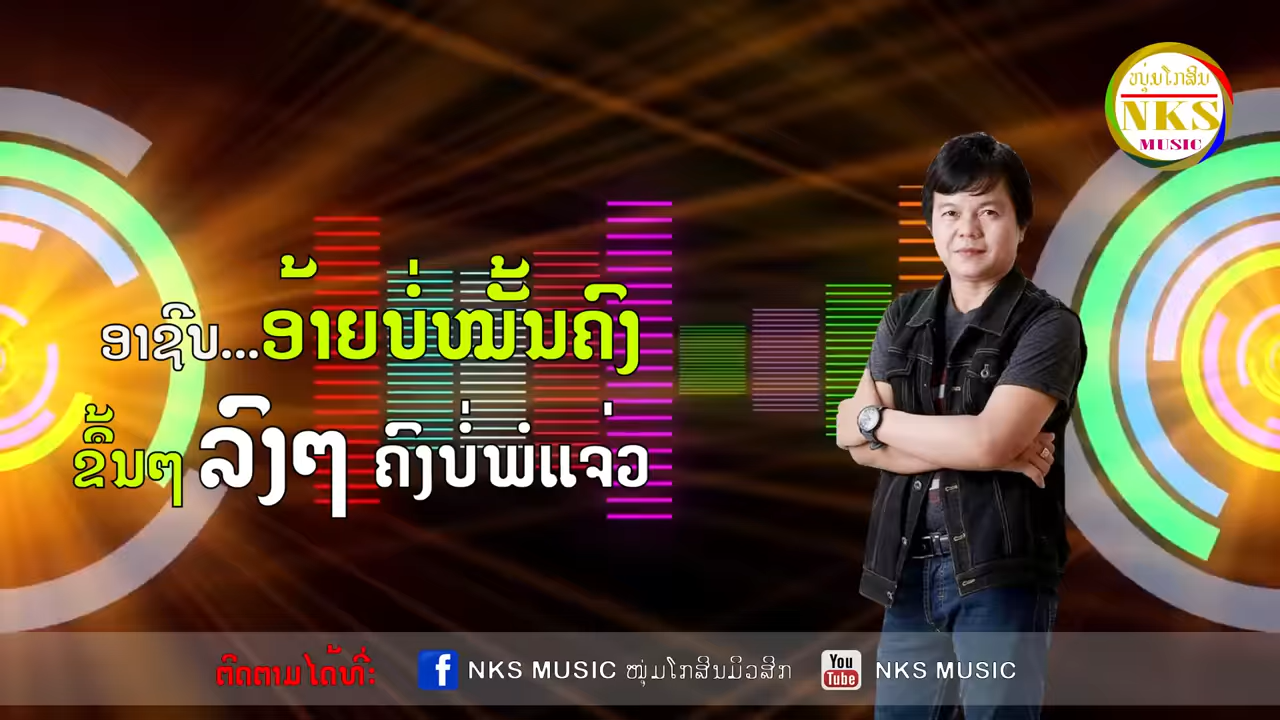 ໜຸ່ມໂກສິນ
NKS
MUSIC
ອາຊີບ...ອ້າຍບໍ່ໝັ້ນຄົງ
ຂຶ້ນໆ ລົງໆ ຄົງບໍ່ພໍແຈ່ວ
ຕິດຕາມໄດ້ທີ່: NKS MUSIC ໜຸ່ມໂກສິນມິວສິກ You Tube NKS MUSIC